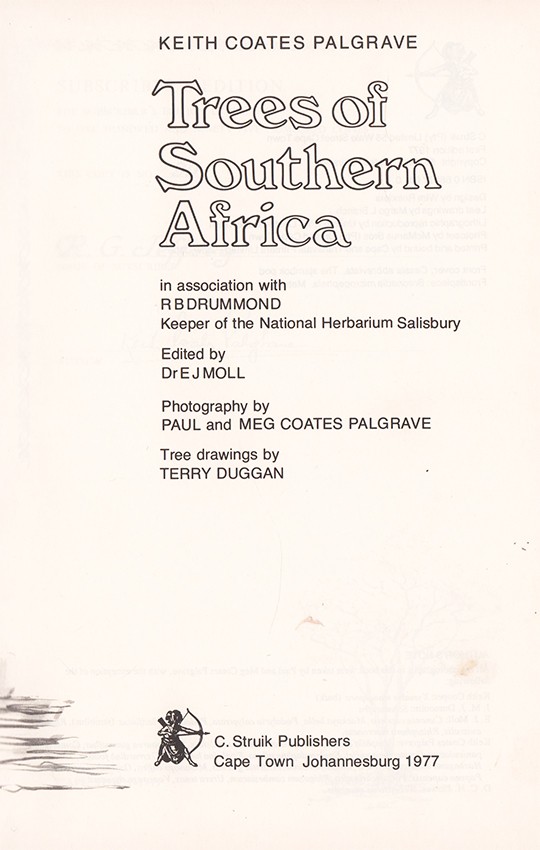 KEITH COATES PALGRAVE
Trees of
Southern
Africa
in association with
R B DRUMMOND
Keeper of the National Herbarium Salisbury
Edited by
Dr E J MOLL
Photography by
PAUL and MEG COATES PALGRAVE
Tree drawings by
TERRY DUGGAN
C. Struik Publishers
Cape Town Johannesburg 1977